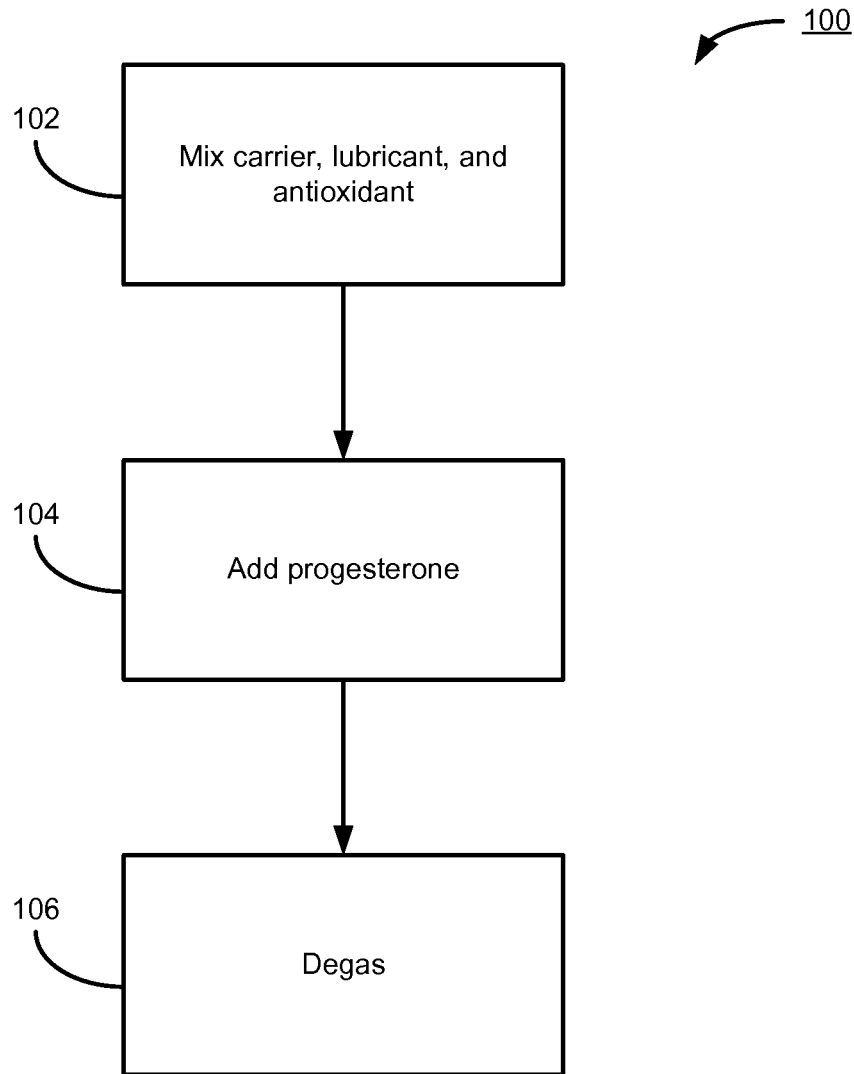 100
102
Mix carrier, lubricant, and
antioxidant
104
Add progesterone
106
Degas